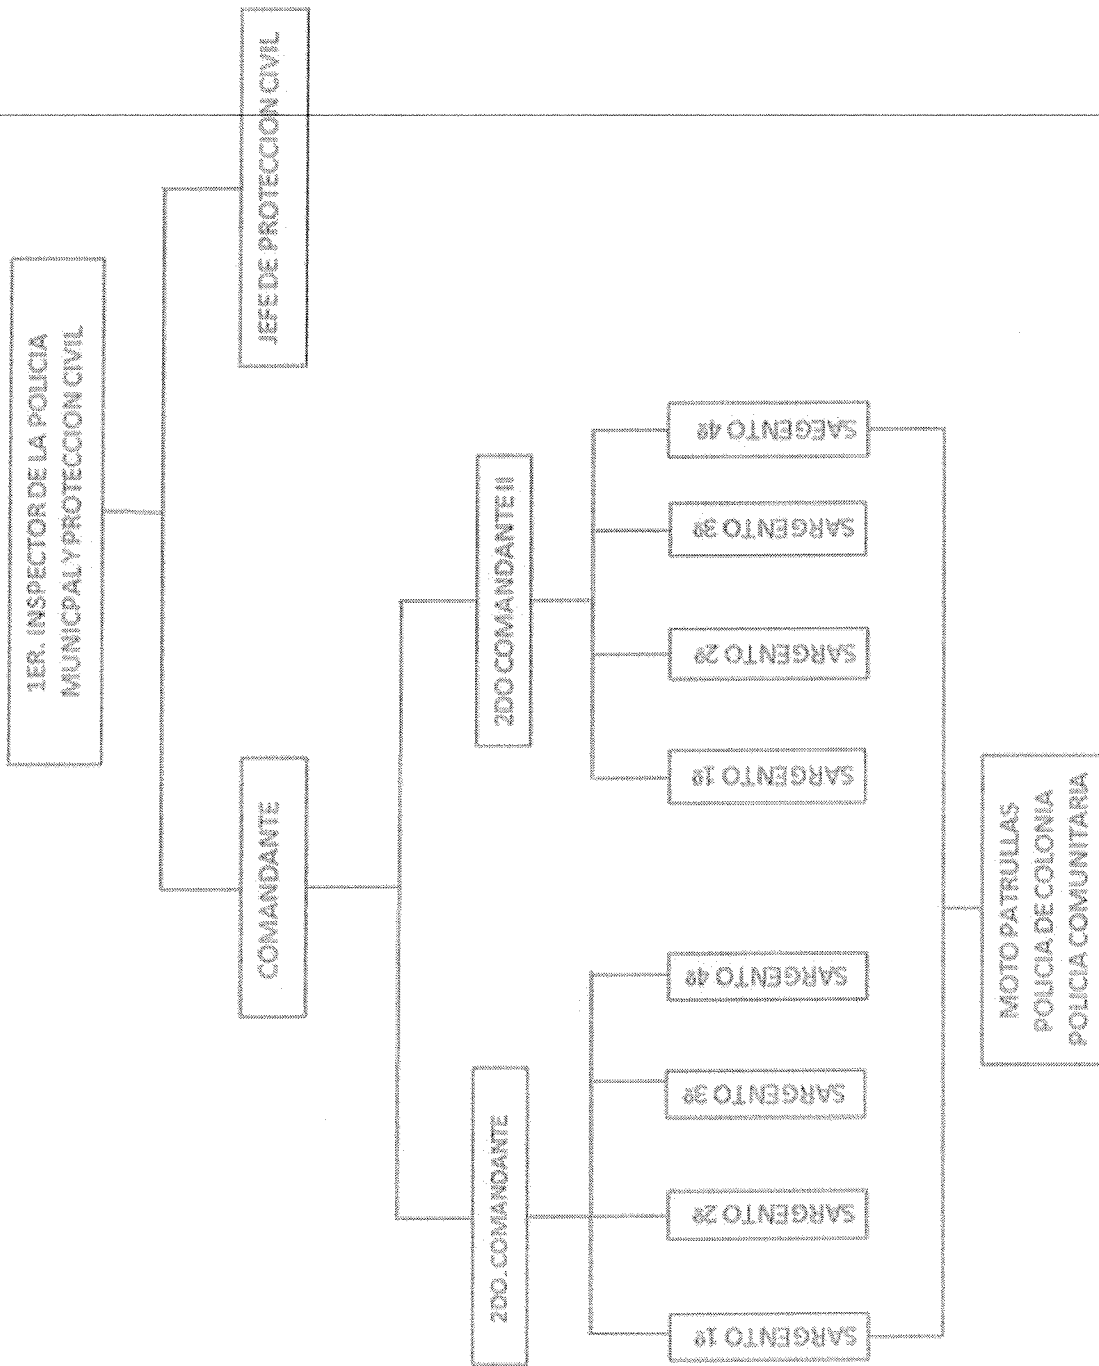 1ER. INSPECTOR DE LA POLICIA
MUNICPAL Y PROTECCION CIVIL
COMANDANTE
JEFE DE PROTECCION CIVIL
2DO. COMANDANTE
2DO COMANDANTE II
SARGENTO 1º
SARGENTO 2º
SARGENTO 3º
SARGENTO 4º
SARGENTO 1º
SARGENTO 2º
SARGENTO 3º
SAEGENTO 4º
MOTO PATRULLAS
POLICIA DE COLONIA
POLICIA COMUNITARIA